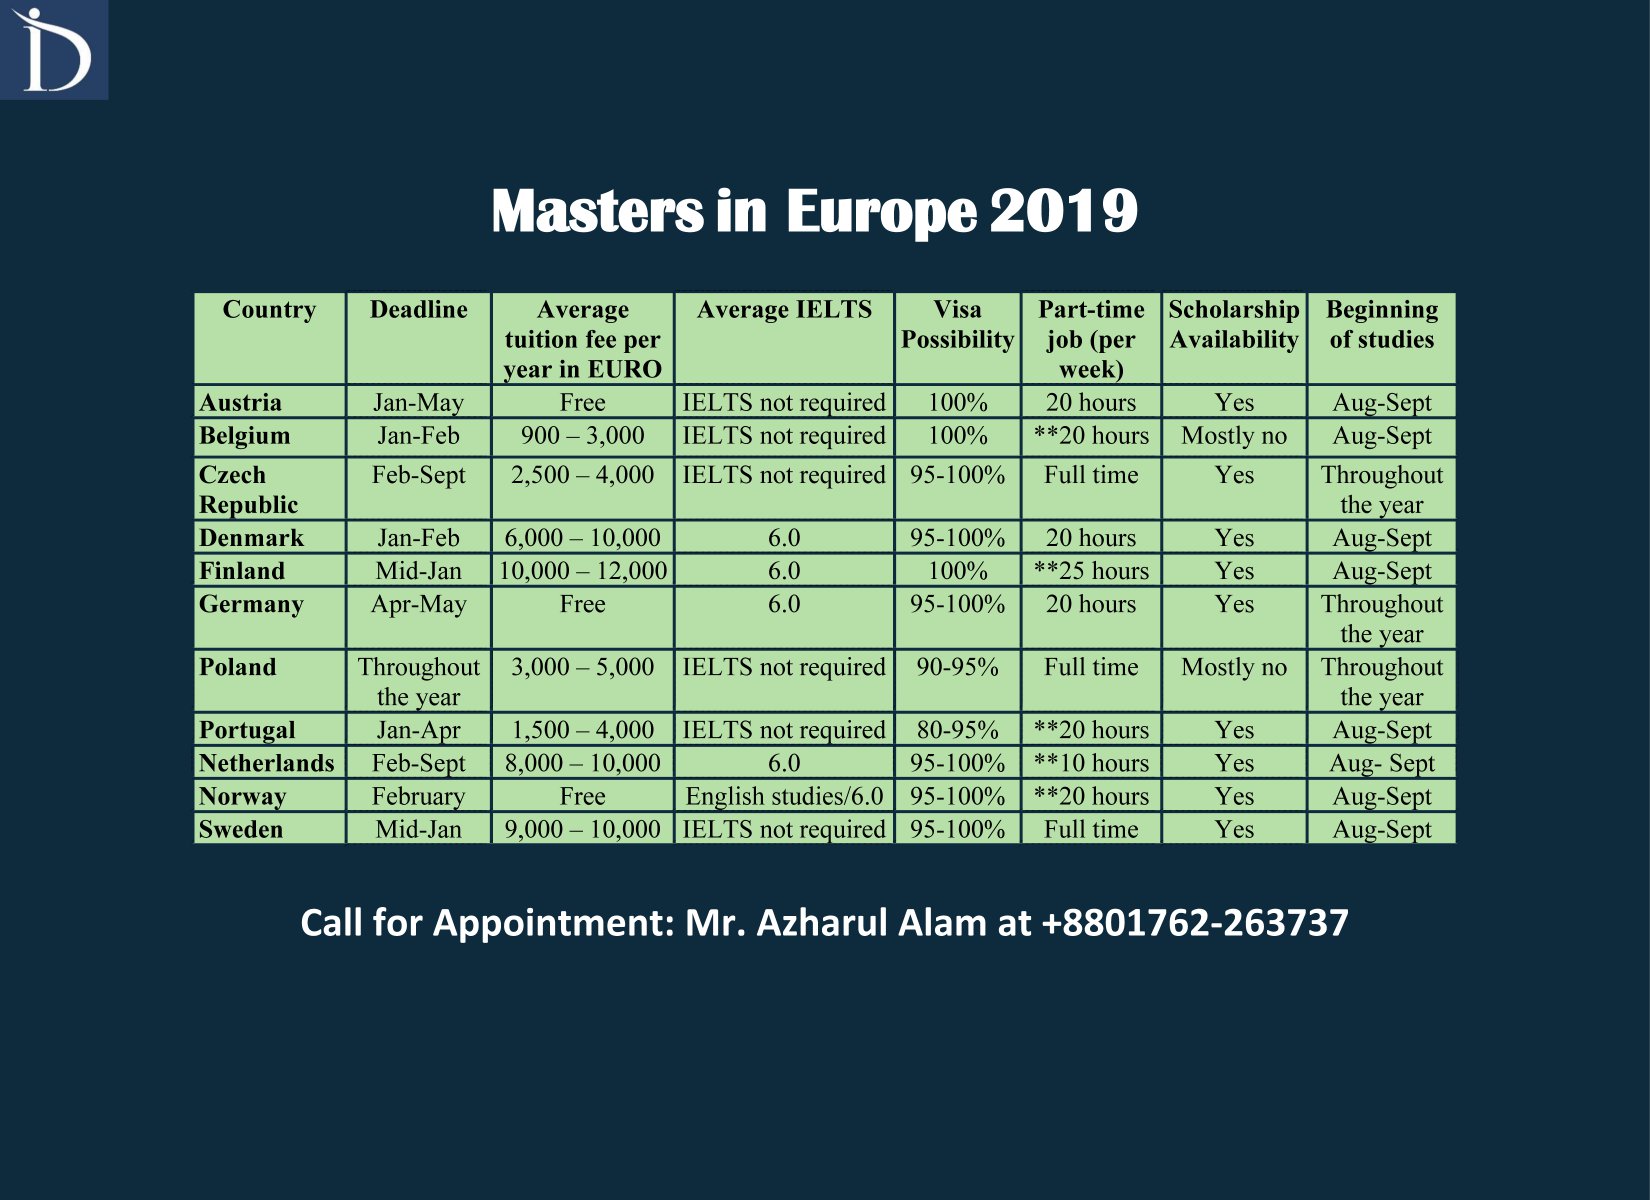 D
Masters in Europe 2019
Country Deadline Average tuition fee per year in EURO Average IELTS Visa Possibility Part-time job (per week) Scholarship Availability Beginning of studies
Austria Jan-May Free IELTS not required 100% 20 hours Yes Aug-Sept
Belgium Jan-Feb 900 – 3,000 IELTS not required 100% **20 hours Mostly no Aug-Sept
Czech Republic Feb-Sept 2,500 – 4,000 IELTS not required 95-100% Full time Yes Throughout the year
Denmark Jan-Feb 6,000 – 10,000 6.0 95-100% 20 hours Yes Aug-Sept
Finland Mid-Jan 10,000 – 12,000 6.0 100% **25 hours Yes Aug-Sept
Germany Apr-May Free 6.0 95-100% 20 hours Yes Throughout the year
Poland Throughout the year 3,000 – 5,000 IELTS not required 90-95% Full time Mostly no Throughout the year
Portugal Jan-Apr 1,500 – 4,000 IELTS not required 80-95% **20 hours Yes Aug-Sept
Netherlands Feb-Sept 8,000 – 10,000 6.0 95-100% **10 hours Yes Aug- Sept
Norway February Free English studies/6.0 95-100% **20 hours Yes Aug-Sept
Sweden Mid-Jan 9,000 – 10,000 IELTS not required 95-100% Full time Yes Aug-Sept
Call for Appointment: Mr. Azharul Alam at +8801762-263737